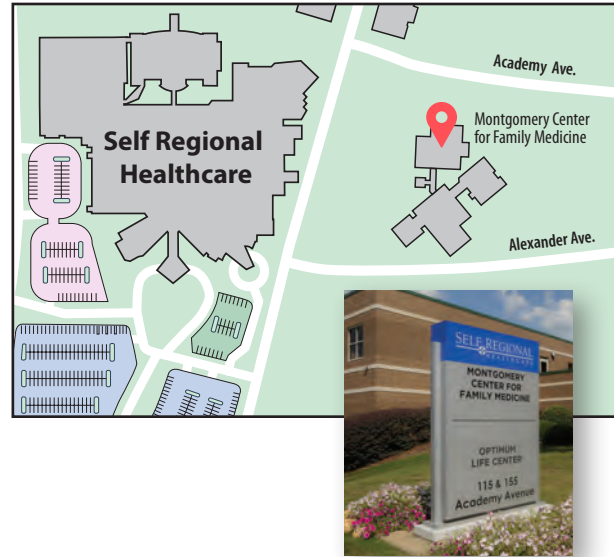 Academy Ave.
Self Regional
Healthcare
Montgomery Center
for Family Medicine
Alexander Ave.
SELF REGIONAL
HEALTHCARE
MONTGOMERY
CENTER FOR
FAMILY MEDICINE
OPTIMUM
LIFE CENTER
115 & 155
Academy Avenue